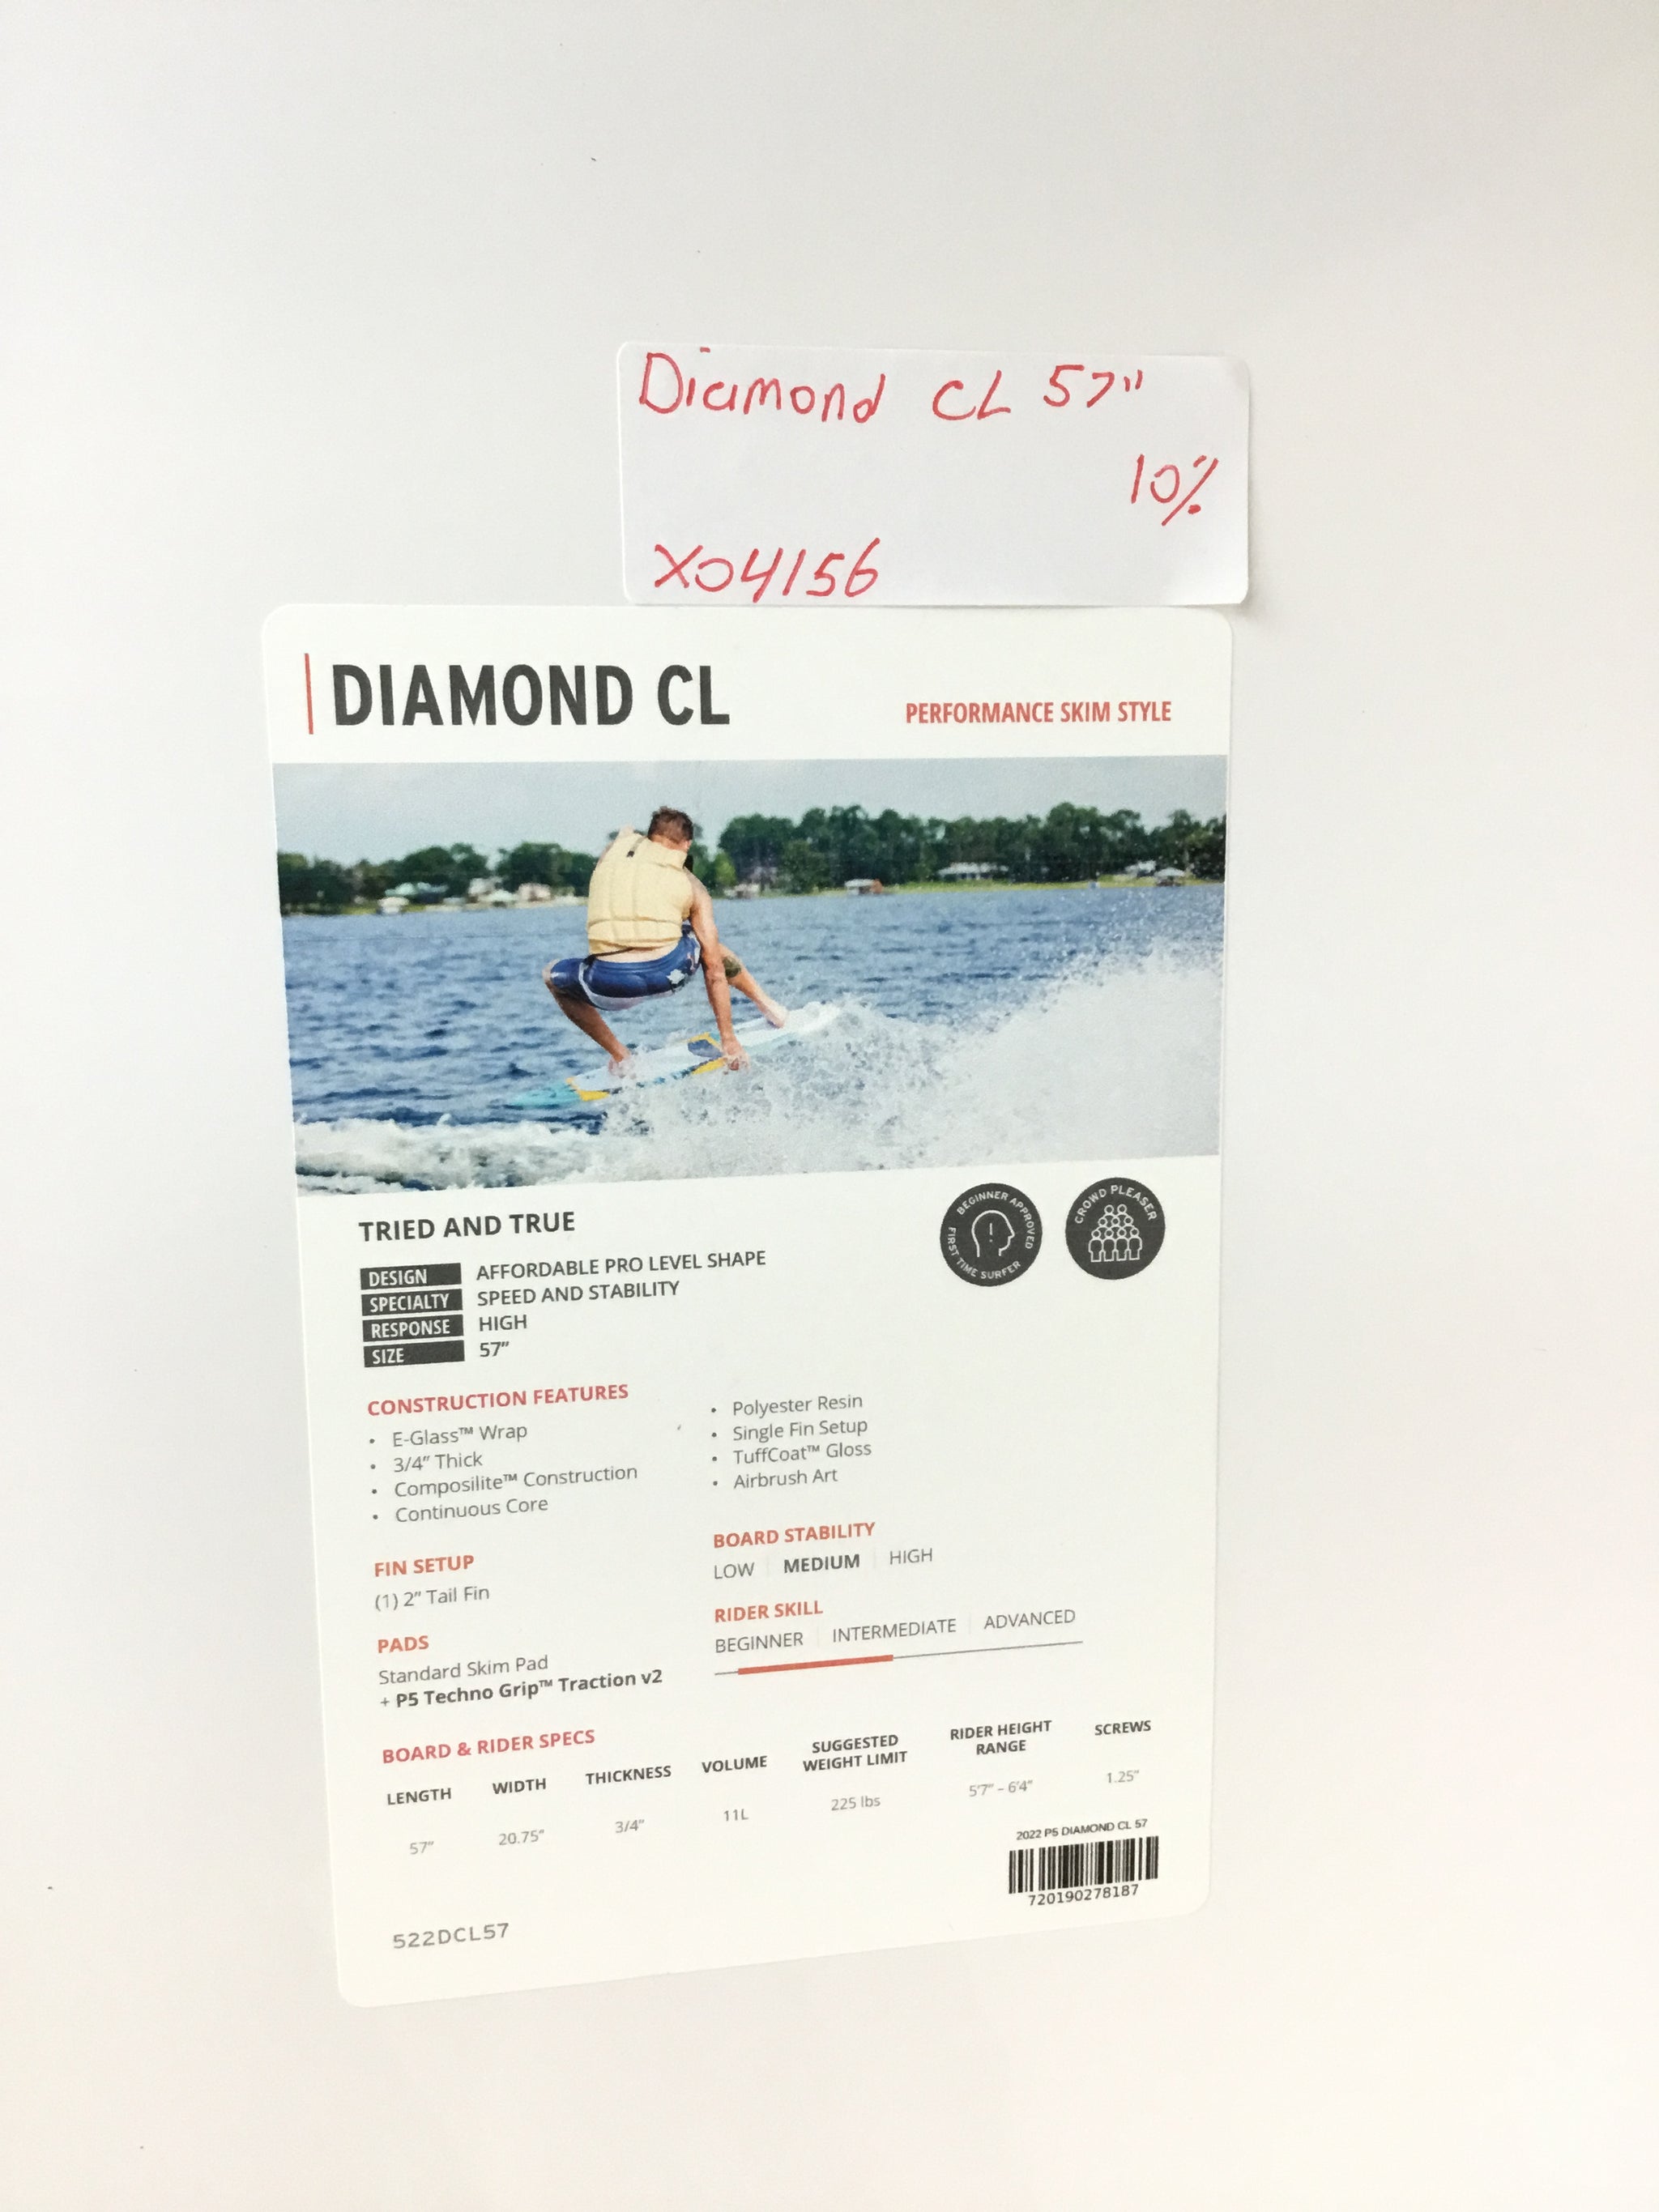 Diamond CL 57"
10%
X04156
DIAMOND CL
PERFORMANCE SKIM STYLE
TRIED AND TRUE
BEGINNER APPROVED
FIRST TIME SURFER
CROWD PLEASER
DESIGN AFFORDABLE PRO LEVEL SHAPE
SPECIALTY SPEED AND STABILITY
RESPONSE HIGH
SIZE 57"
CONSTRUCTION FEATURES
• E-Glass™ Wrap
• 3/4" Thick
• Composilite™ Construction
• Continuous Core
• Polyester Resin
• Single Fin Setup
• TuffCoat™ Gloss
• Airbrush Art
FIN SETUP
(1) 2" Tail Fin
PADS
Standard Skim Pad
+ P5 Techno Grip™ Traction v2
BOARD STABILITY
LOW MEDIUM HIGH
RIDER SKILL
BEGINNER INTERMEDIATE ADVANCED
BOARD & RIDER SPECS
LENGTH WIDTH THICKNESS VOLUME SUGGESTED WEIGHT LIMIT RIDER HEIGHT RANGE SCREWS
57" 20.75" 3/4" 11L 225 lbs 5'7" – 6'4" 1.25"
2022 P5 DIAMOND CL 57
720190278187
522DCL57